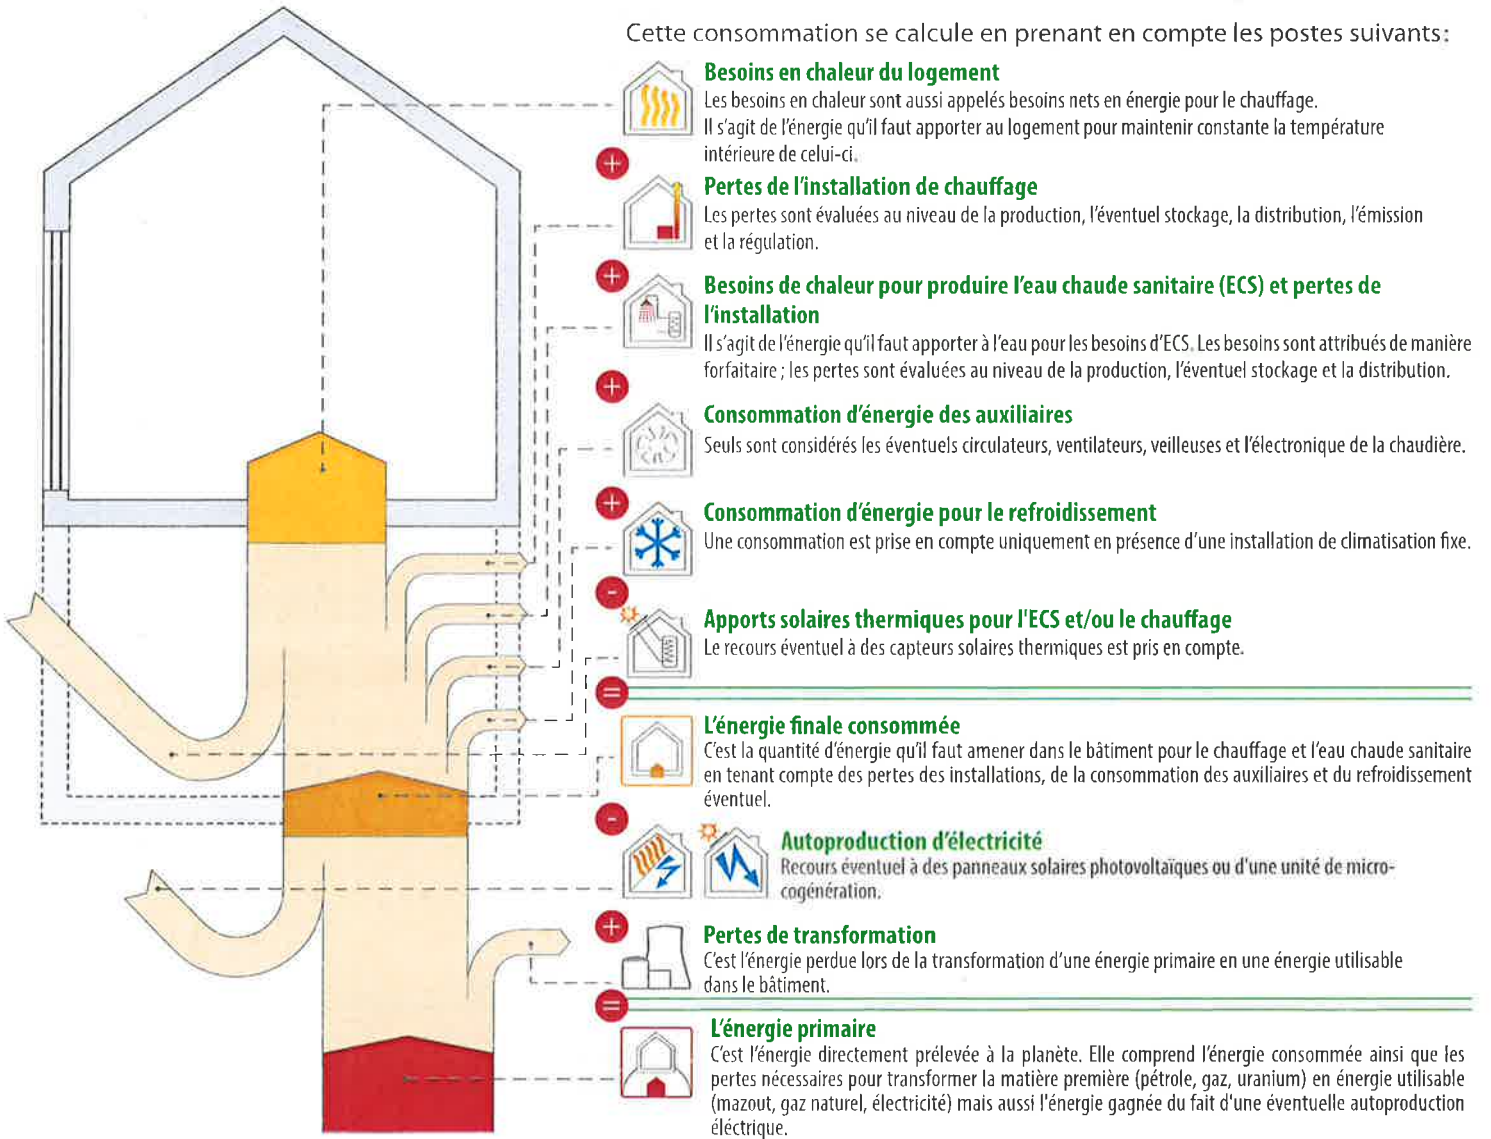 Cette consommation se calcule en prenant en compte les postes suivants:
Besoins en chaleur du logement
Les besoins en chaleur sont aussi appelés besoins nets en énergie pour le chauffage.
Il s'agit de l'énergie qu'il faut apporter au logement pour maintenir constante la température
intérieure de celui-ci.
+
Pertes de l'installation de chauffage
Les pertes sont évaluées au niveau de la production, l'éventuel stockage, la distribution, l'émission
et la régulation.
+
Besoins de chaleur pour produire l'eau chaude sanitaire (ECS) et pertes de
l'installation
Il s'agit de l'énergie qu'il faut apporter à l'eau pour les besoins d'ECS. Les besoins sont attribués de manière
forfaitaire ; les pertes sont évaluées au niveau de la production, l'éventuel stockage et la distribution.
+
Consommation d'énergie des auxiliaires
Seuls sont considérés les éventuels circulateurs, ventilateurs, veilleuses et l'électronique de la chaudière.
+
Consommation d'énergie pour le refroidissement
Une consommation est prise en compte uniquement en présence d'une installation de climatisation fixe.
-
Apports solaires thermiques pour l'ECS et/ou le chauffage
Le recours éventuel à des capteurs solaires thermiques est pris en compte.
=
L'énergie finale consommée
C'est la quantité d'énergie qu'il faut amener dans le bâtiment pour le chauffage et l'eau chaude sanitaire
en tenant compte des pertes des installations, de la consommation des auxiliaires et du refroidissement
éventuel.
-
Autoproduction d'électricité
Recours éventuel à des panneaux solaires photovoltaïques ou d'une unité de micro-
cogénération.
+
Pertes de transformation
C'est l'énergie perdue lors de la transformation d'une énergie primaire en une énergie utilisable
dans le bâtiment.
=
L'énergie primaire
C'est l'énergie directement prélevée à la planète. Elle comprend l'énergie consommée ainsi que les
pertes nécessaires pour transformer la matière première (pétrole, gaz, uranium) en énergie utilisable
(mazout, gaz naturel, électricité) mais aussi l'énergie gagnée du fait d'une éventuelle autoproduction
éléctrique.